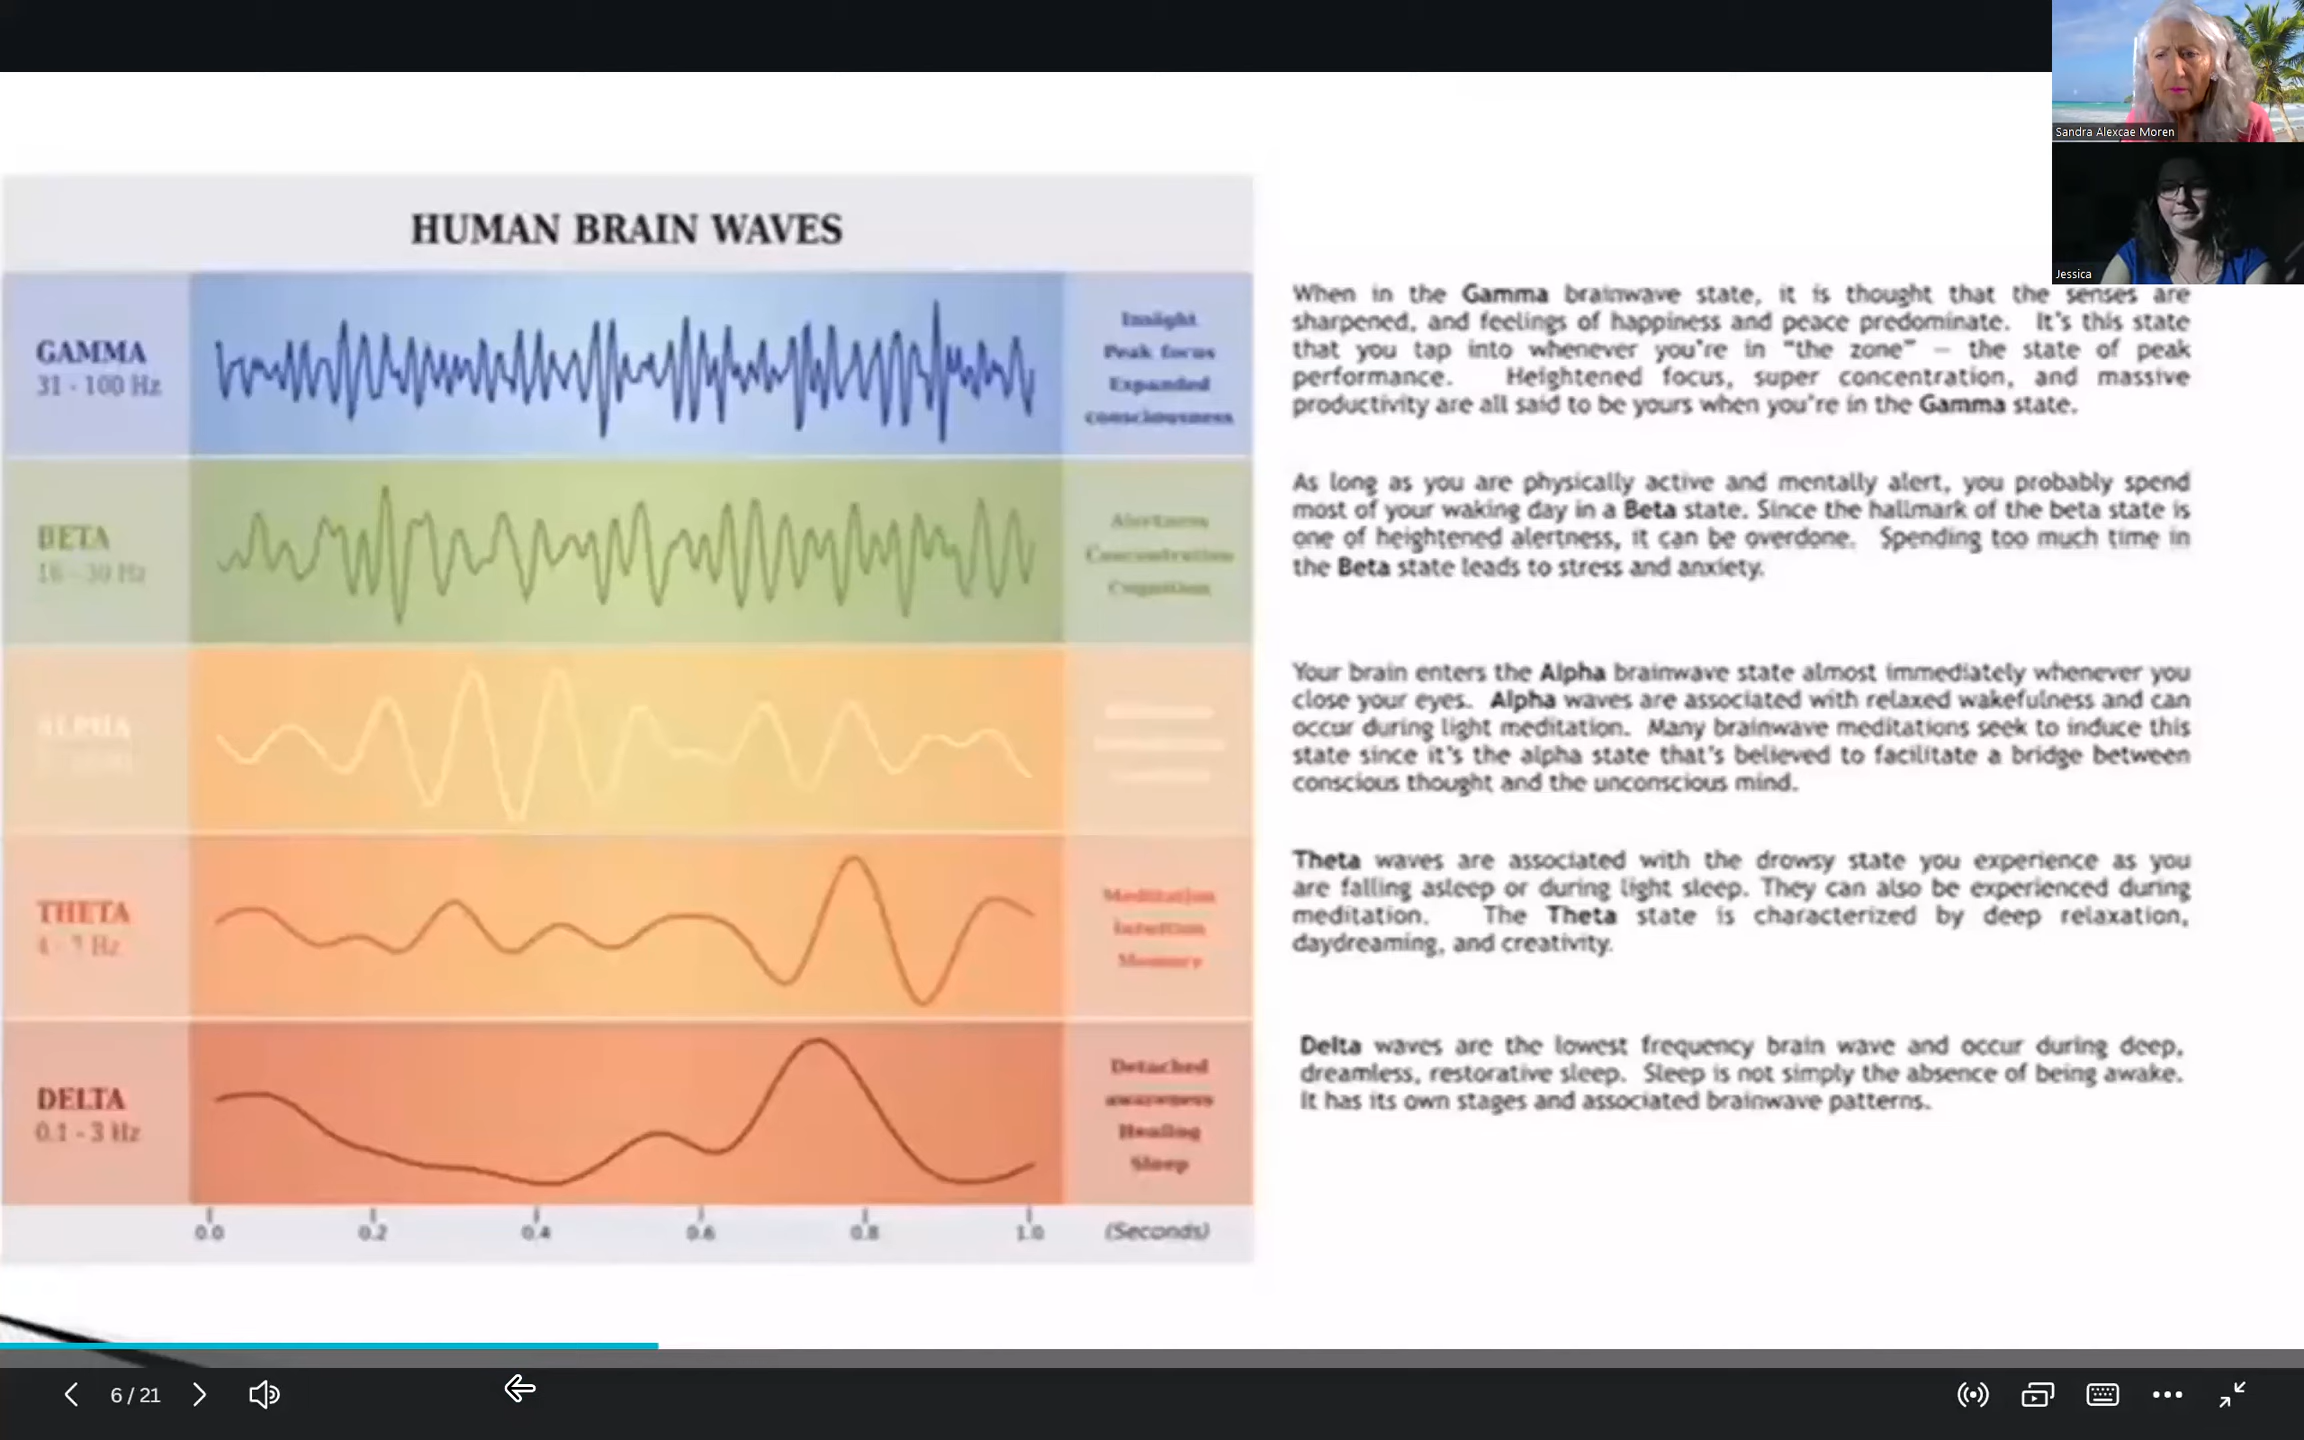 Sandra Alexcae Moren
Jessica
HUMAN BRAIN WAVES
GAMMA
31 - 100 Hz
Insight
Peak focus
Expanded
consciousness
When in the Gamma brainwave state, it is thought that the senses are
sharpened, and feelings of happiness and peace predominate. It's this state
that you tap into whenever you're in "the zone" – the state of peak
performance. Heightened focus, super concentration, and massive
productivity are all said to be yours when you're in the Gamma state.
BETA
16 - 30 Hz
Alertness
Concentration
Cognition
As long as you are physically active and mentally alert, you probably spend
most of your waking day in a Beta state. Since the hallmark of the beta state is
one of heightened alertness, it can be overdone. Spending too much time in
the Beta state leads to stress and anxiety.
ALPHA
Your brain enters the Alpha brainwave state almost immediately whenever you
close your eyes. Alpha waves are associated with relaxed wakefulness and can
occur during light meditation. Many brainwave meditations seek to induce this
state since it's the alpha state that's believed to facilitate a bridge between
conscious thought and the unconscious mind.
THETA
4 - 7 Hz
Meditation
Intuition
Memory
Theta waves are associated with the drowsy state you experience as you
are falling asleep or during light sleep. They can also be experienced during
meditation. The Theta state is characterized by deep relaxation,
daydreaming, and creativity.
DELTA
0.1 - 3 Hz
Detached
awareness
Healing
Sleep
Delta waves are the lowest frequency brain wave and occur during deep,
dreamless, restorative sleep. Sleep is not simply the absence of being awake.
It has its own stages and associated brainwave patterns.
0.0 0.2 0.4 0.6 0.8 1.0 (Seconds)
6 / 21